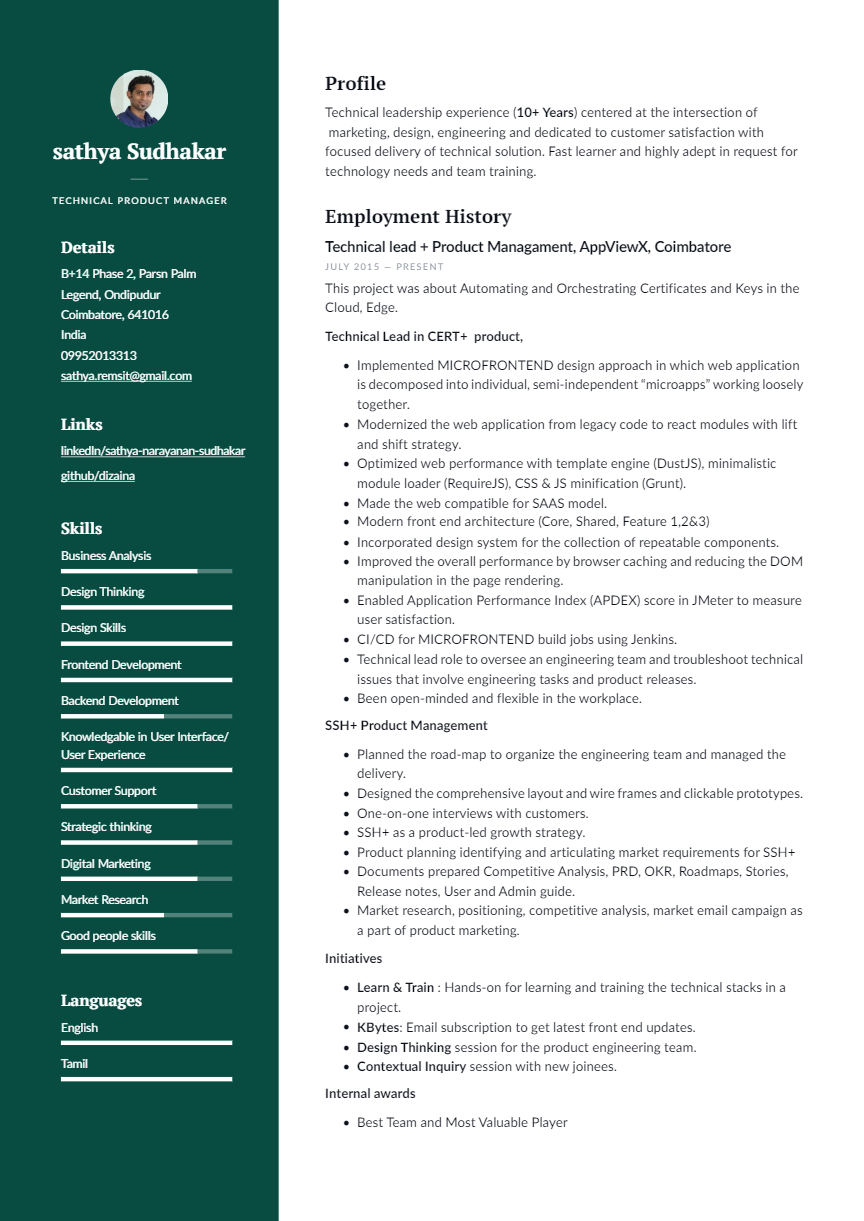 sathya Sudhakar
TECHNICAL PRODUCT MANAGER
Details
B+14 Phase 2, Parsn Palm
Legend, Ondipudur
Coimbatore, 641016
India
09952013313
sathya.remsit@gmail.com
Links
linkedIn/sathya-narayanan-sudhakar
github/dizaina
Skills
Business Analysis
Design Thinking
Design Skills
Frontend Development
Backend Development
Knowledgable in User Interface/
User Experience
Customer Support
Strategic thinking
Digital Marketing
Market Research
Good people skills
Languages
English
Tamil
Profile
Technical leadership experience (10+ Years) centered at the intersection of
marketing, design, engineering and dedicated to customer satisfaction with
focused delivery of technical solution. Fast learner and highly adept in request for
technology needs and team training.
Employment History
Technical lead + Product Managament, AppViewX, Coimbatore
JULY 2015 — PRESENT
This project was about Automating and Orchestrating Certificates and Keys in the
Cloud, Edge.
Technical Lead in CERT+ product,
• Implemented MICROFRONTEND design approach in which web application
is decomposed into individual, semi-independent “microapps” working loosely
together.
• Modernized the web application from legacy code to react modules with lift
and shift strategy.
• Optimized web performance with template engine (DustJS), minimalistic
module loader (RequireJS), CSS & JS minification (Grunt).
• Made the web compatible for SAAS model.
• Modern front end architecture (Core, Shared, Feature 1,2&3)
• Incorporated design system for the collection of repeatable components.
• Improved the overall performance by browser caching and reducing the DOM
manipulation in the page rendering.
• Enabled Application Performance Index (APDEX) score in JMeter to measure
user satisfaction.
• CI/CD for MICROFRONTEND build jobs using Jenkins.
• Technical lead role to oversee an engineering team and troubleshoot technical
issues that involve engineering tasks and product releases.
• Been open-minded and flexible in the workplace.
SSH+ Product Management
• Planned the road-map to organize the engineering team and managed the
delivery.
• Designed the comprehensive layout and wire frames and clickable prototypes.
• One-on-one interviews with customers.
• SSH+ as a product-led growth strategy.
• Product planning identifying and articulating market requirements for SSH+
• Documents prepared Competitive Analysis, PRD, OKR, Roadmaps, Stories,
Release notes, User and Admin guide.
• Market research, positioning, competitive analysis, market email campaign as
a part of product marketing.
Initiatives
• Learn & Train : Hands-on for learning and training the technical stacks in a
project.
• KBytes: Email subscription to get latest front end updates.
• Design Thinking session for the product engineering team.
• Contextual Inquiry session with new joinees.
Internal awards
• Best Team and Most Valuable Player